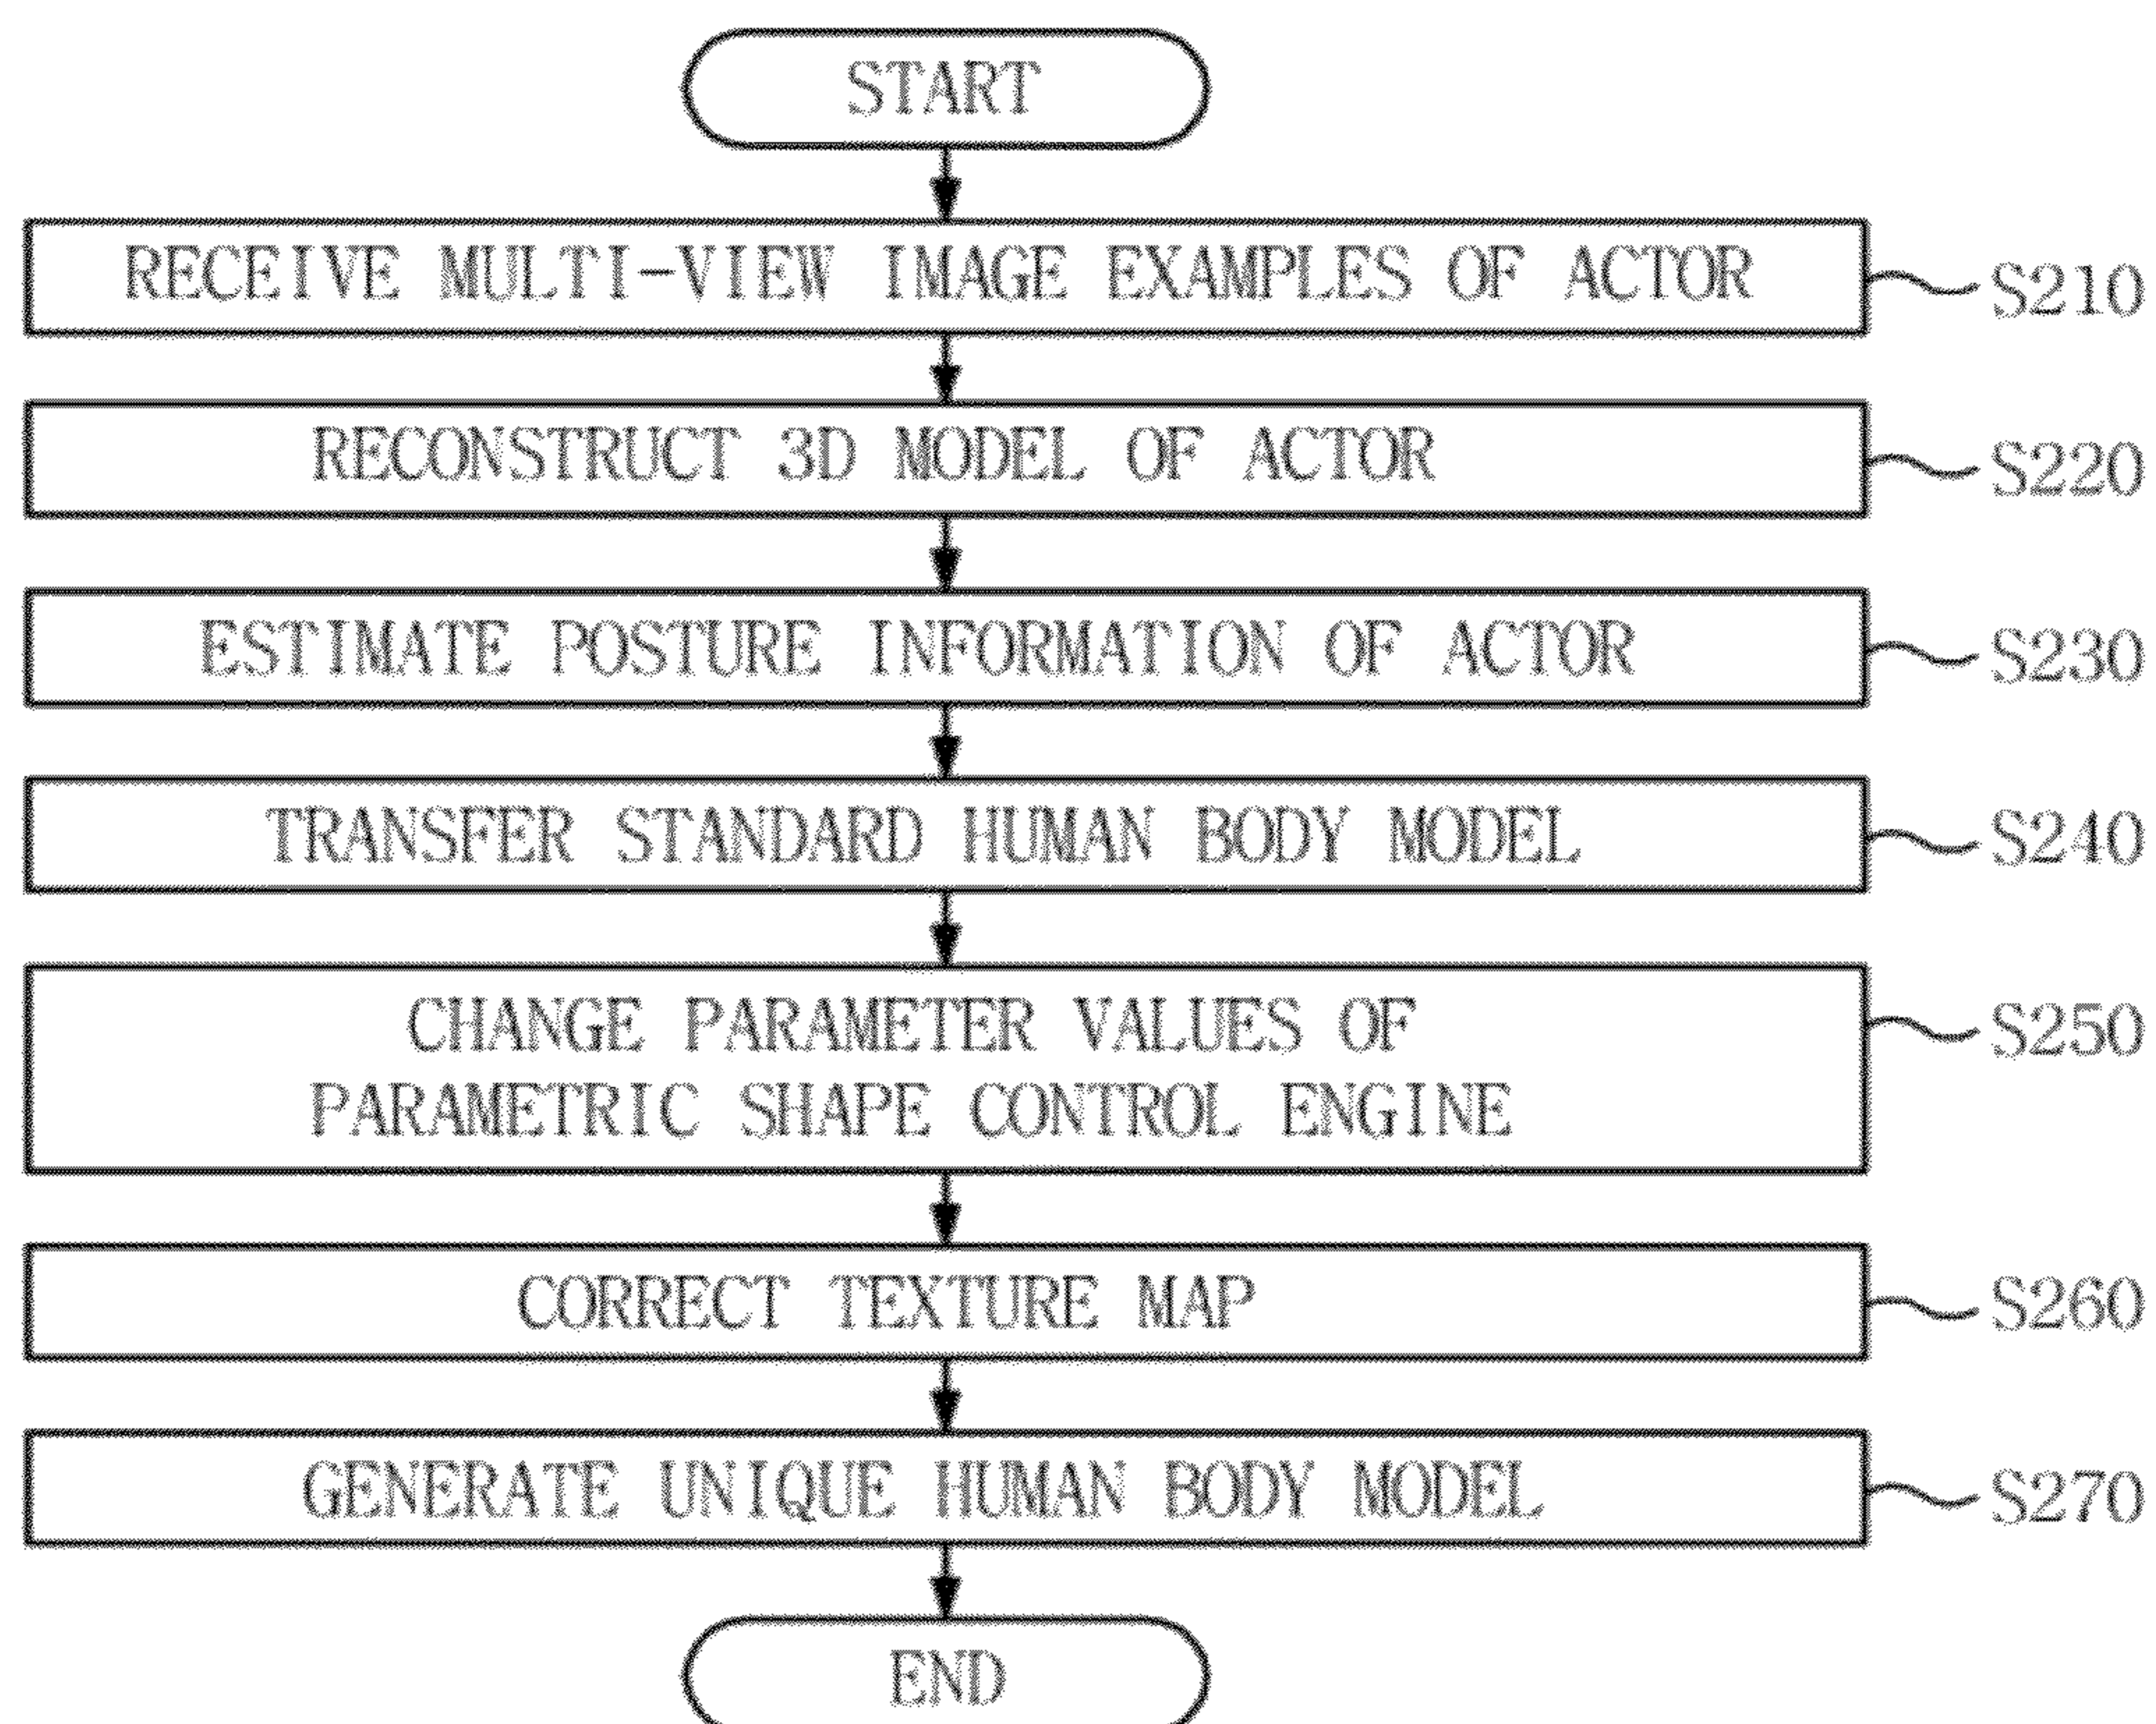 START
RECEIVE MULTI-VIEW IMAGE EXAMPLES OF ACTOR
S210
RECONSTRUCT 3D MODEL OF ACTOR
S220
ESTIMATE POSTURE INFORMATION OF ACTOR
S230
TRANSFER STANDARD HUMAN BODY MODEL
S240
CHANGE PARAMETER VALUES OF
PARAMETRIC SHAPE CONTROL ENGINE
S250
CORRECT TEXTURE MAP
S260
GENERATE UNIQUE HUMAN BODY MODEL
S270
END